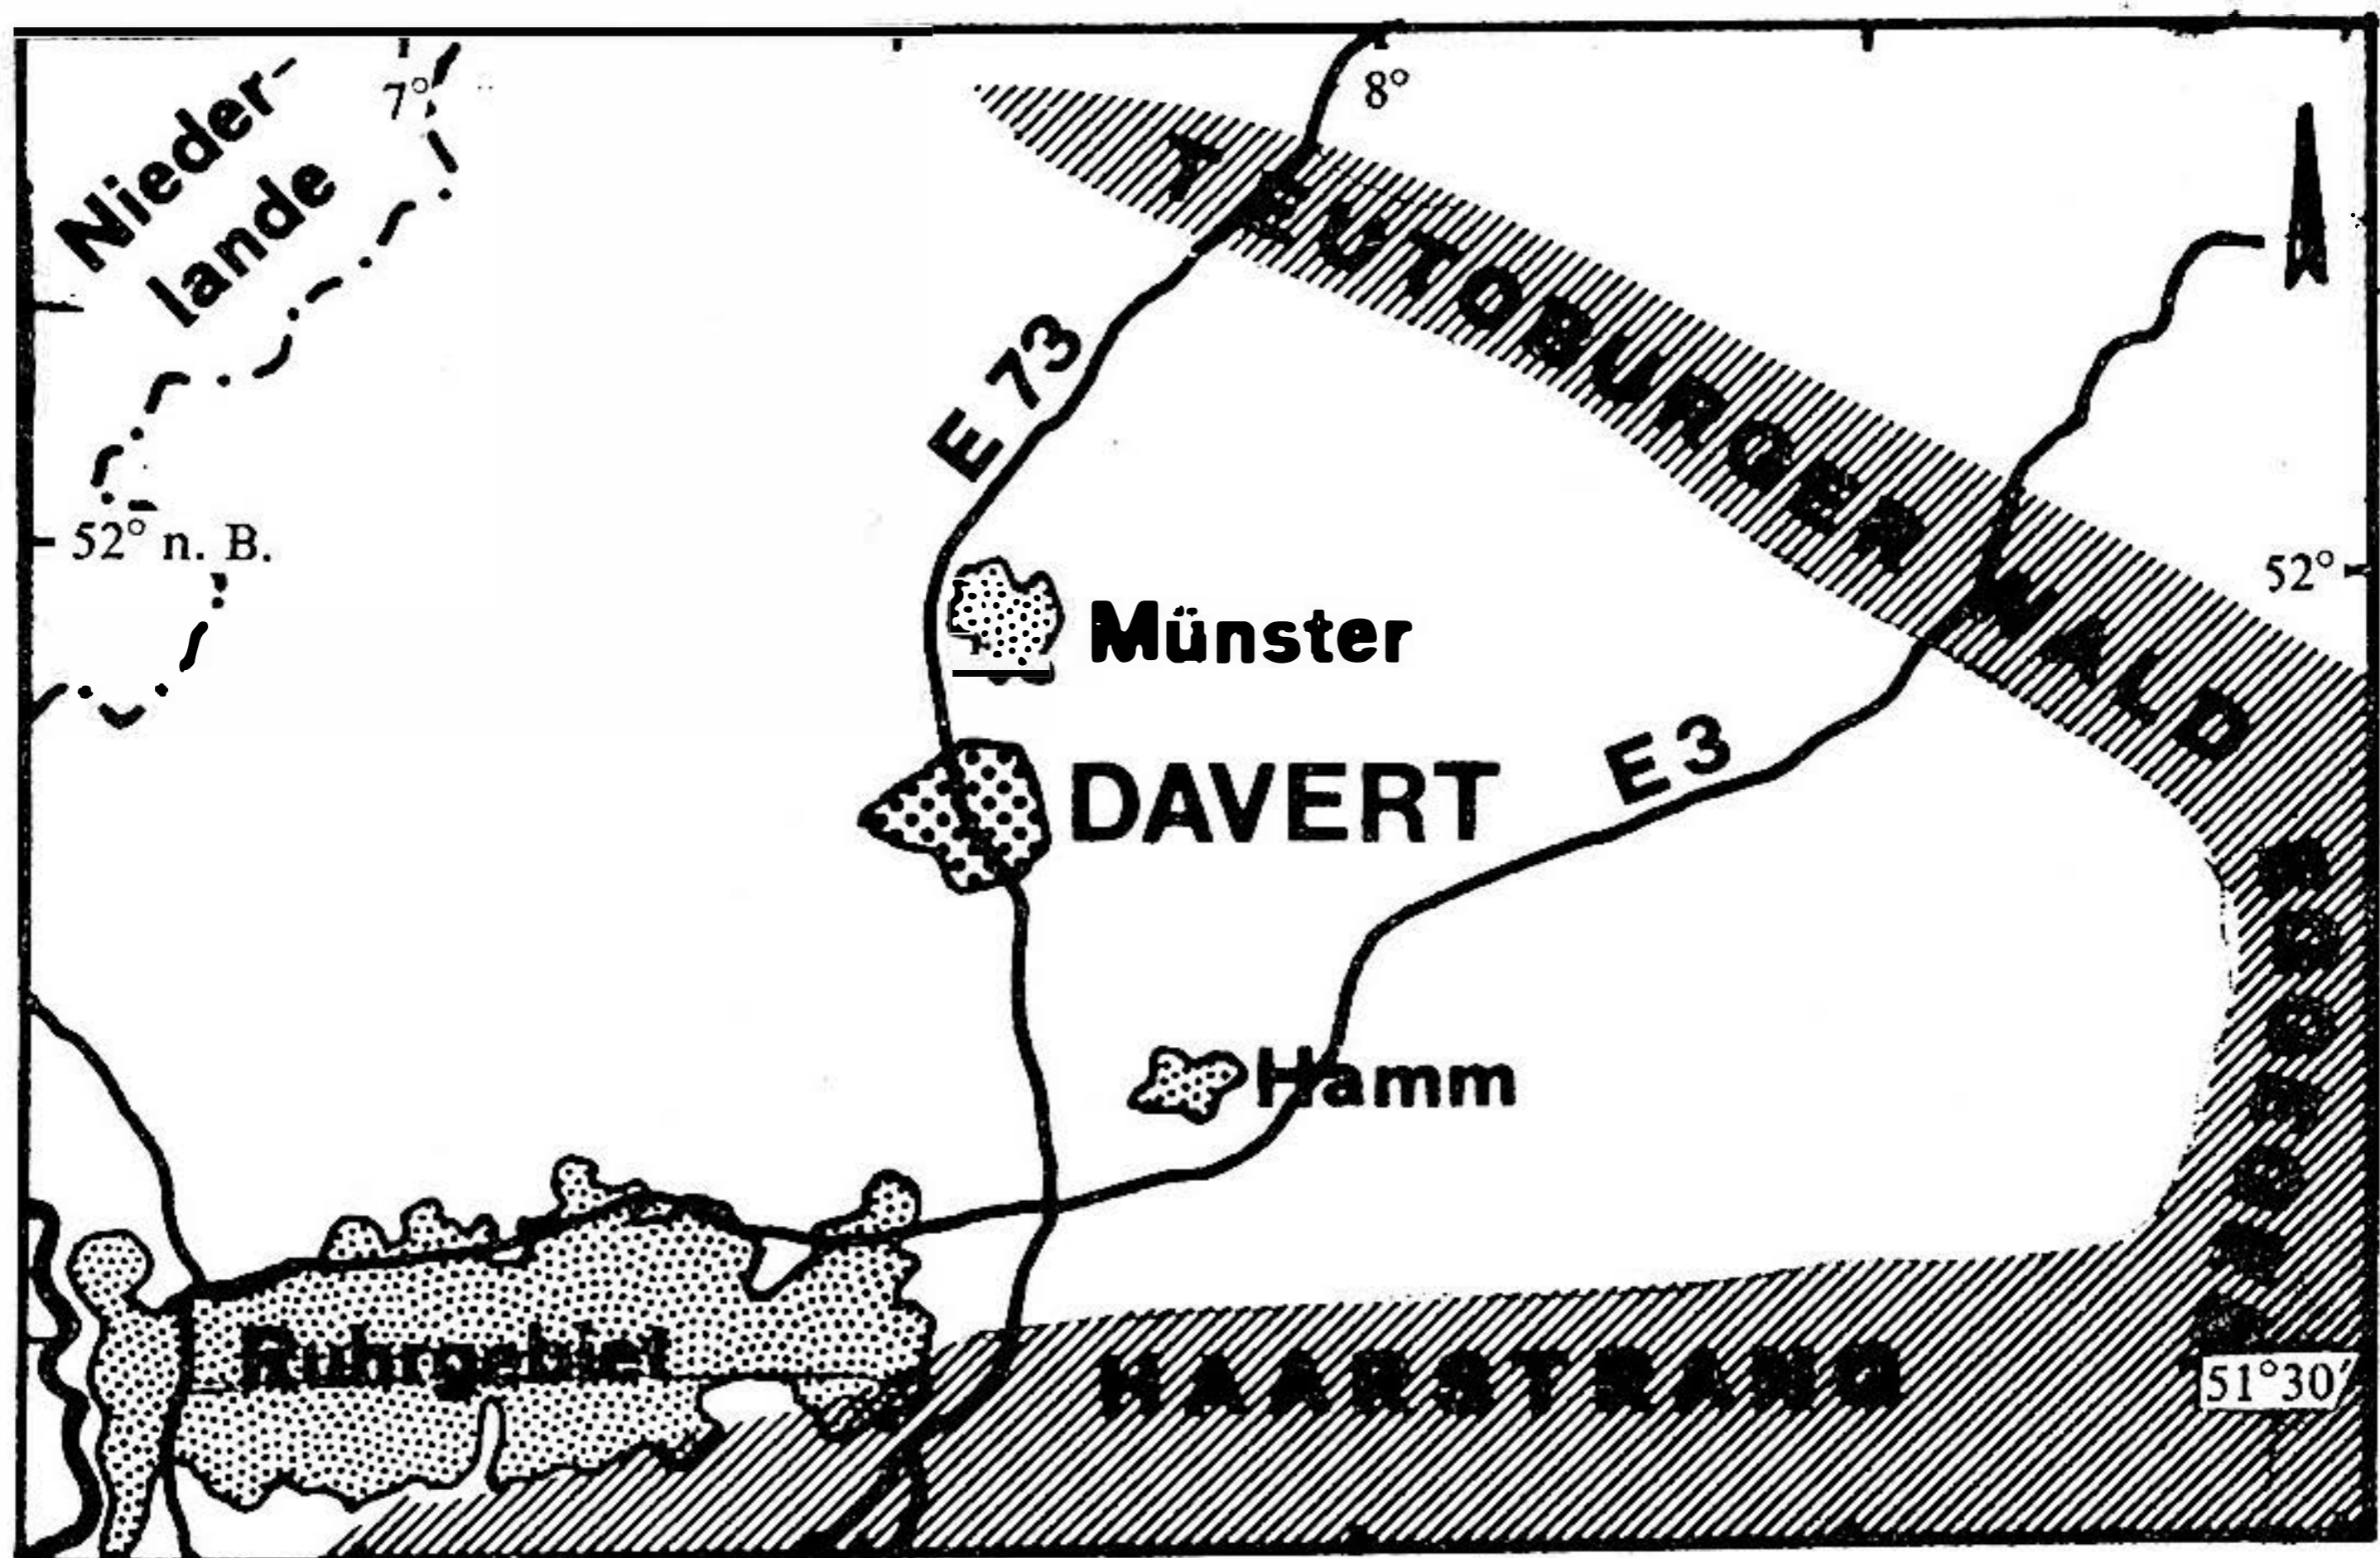 Nieder-
lande
7°
8°
TEUTOBURGER WALD
E 73
52° n. B.
52°
Münster
DAVERT
E 3
Hamm
Ruhrgebiet
HAARSTRANG
51°30′